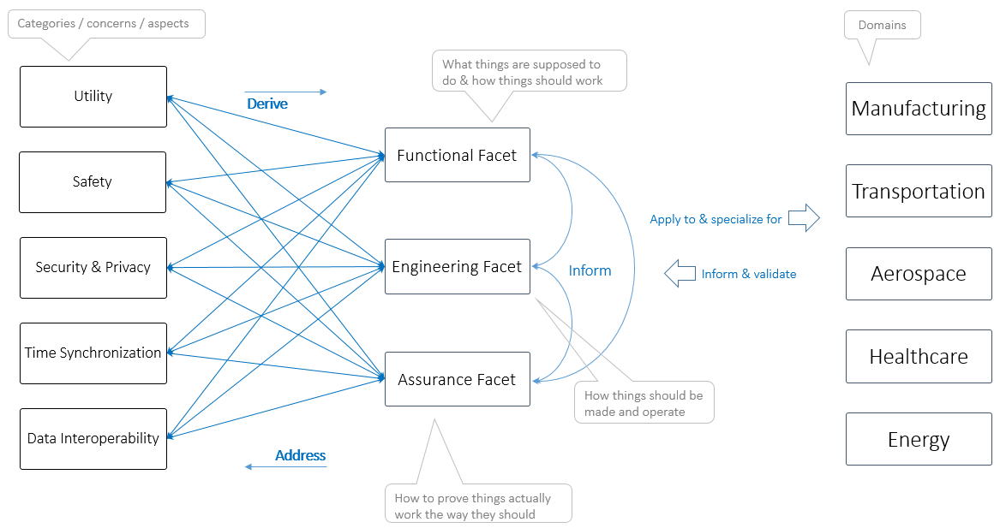 Categories / concerns / aspects
Utility
Safety
Security & Privacy
Time Synchronization
Data Interoperability
Derive
Address
What things are supposed to
do & how things should work
Functional Facet
Engineering Facet
Assurance Facet
Inform
How things should be
made and operate
How to prove things actually
work the way they should
Apply to & specialize for
Inform & validate
Domains
Manufacturing
Transportation
Aerospace
Healthcare
Energy